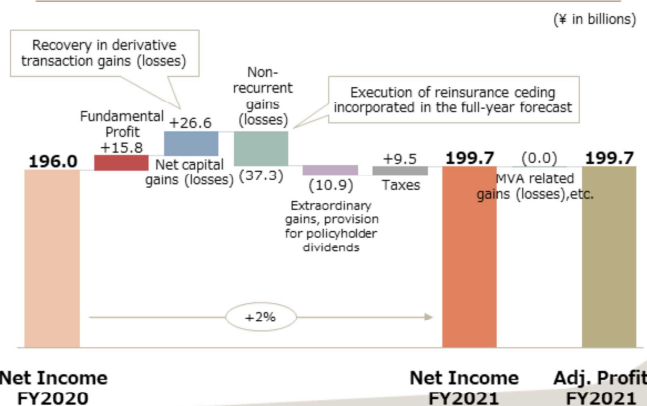 (¥ in billions)
Recovery in derivative
transaction gains (losses)
Non-
recurrent
gains
(losses)
Execution of reinsurance ceding
incorporated in the full-year forecast
Fundamental
Profit
+15.8
+26.6
196.0
Net capital
gains (losses)
(37.3)
(10.9)
Extraordinary
gains, provision
for policyholder
dividends
+9.5
Taxes
199.7
(0.0)
MVA related
gains (losses),etc.
199.7
+2%
Net Income
FY2020
Net Income
FY2021
Adj. Profit
FY2021